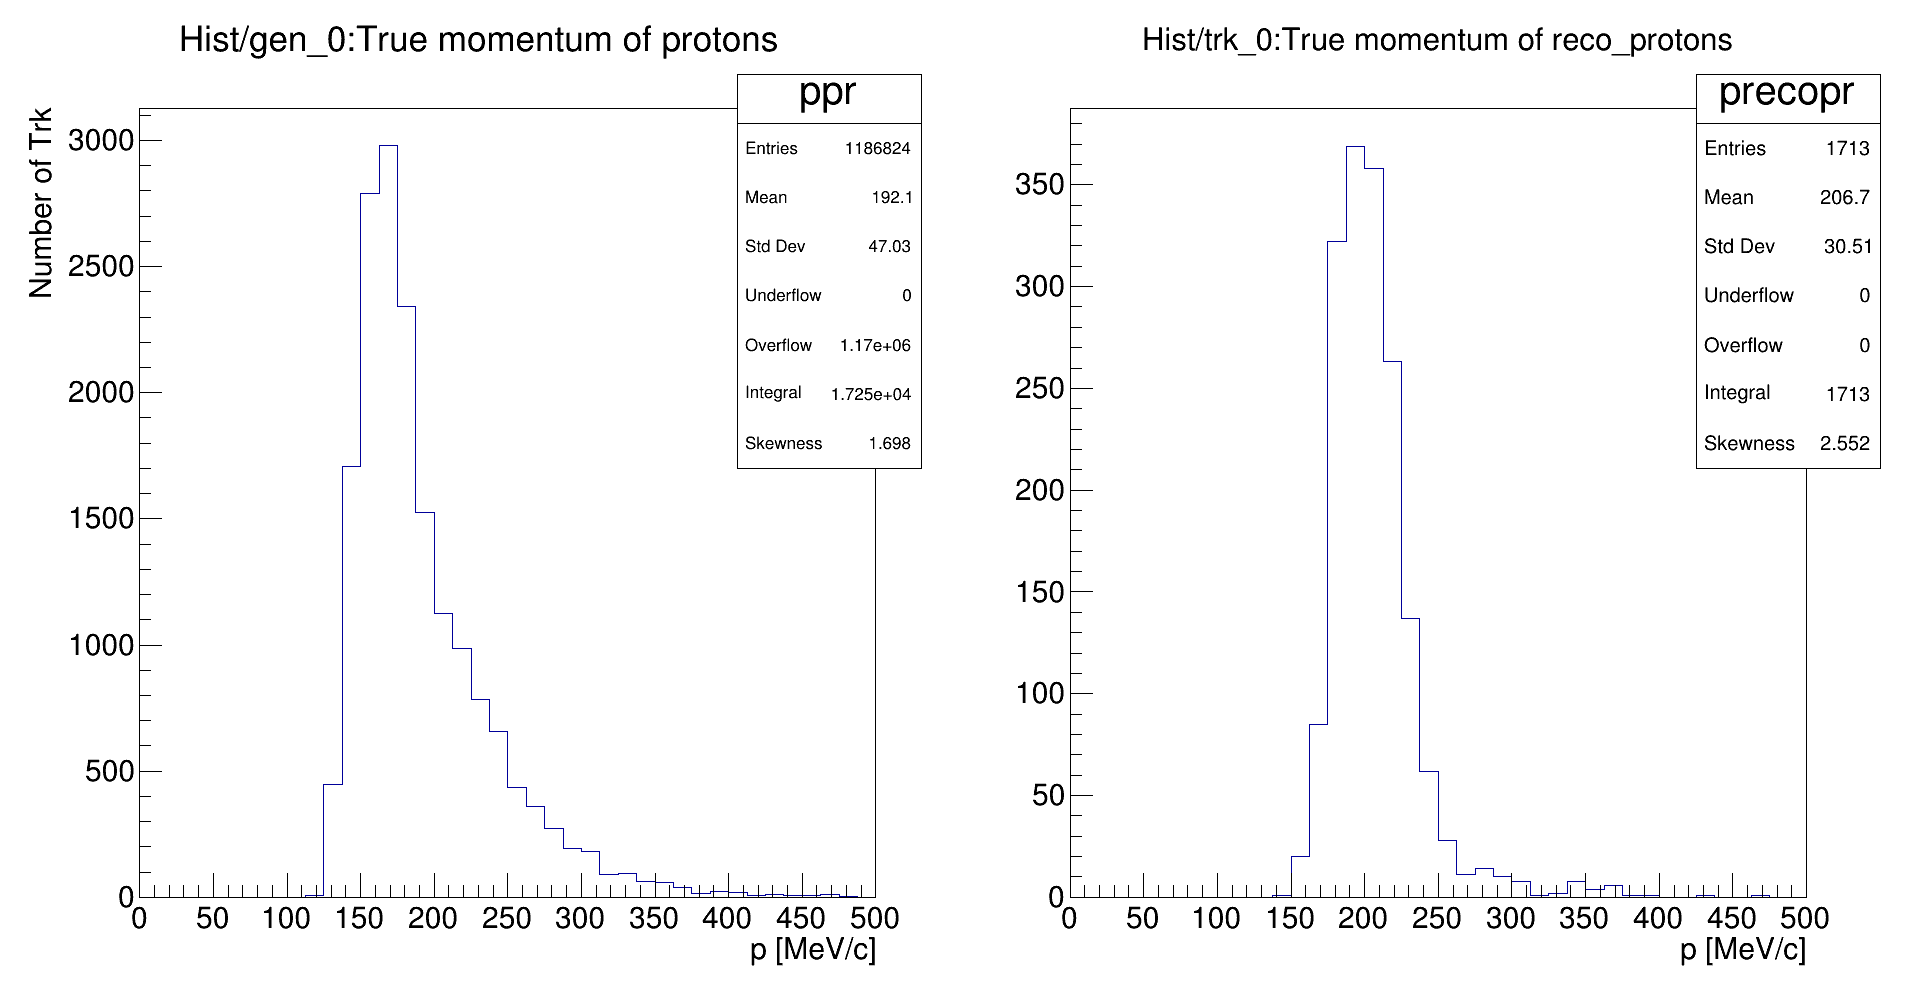 Hist/gen_0:True momentum of protons
ppr
Entries 1186824
Mean 192.1
Std Dev 47.03
Underflow 0
Overflow 1.17e+06
Integral 1.725e+04
Skewness 1.698
Number of Trk
3000
2500
2000
1500
1000
500
0
0 50 100 150 200 250 300 350 400 450 500
p [MeV/c]
Hist/trk_0:True momentum of reco_protons
precopr
Entries 1713
Mean 206.7
Std Dev 30.51
Underflow 0
Overflow 0
Integral 1713
Skewness 2.552
350
300
250
200
150
100
50
0
0 50 100 150 200 250 300 350 400 450 500
p [MeV/c]